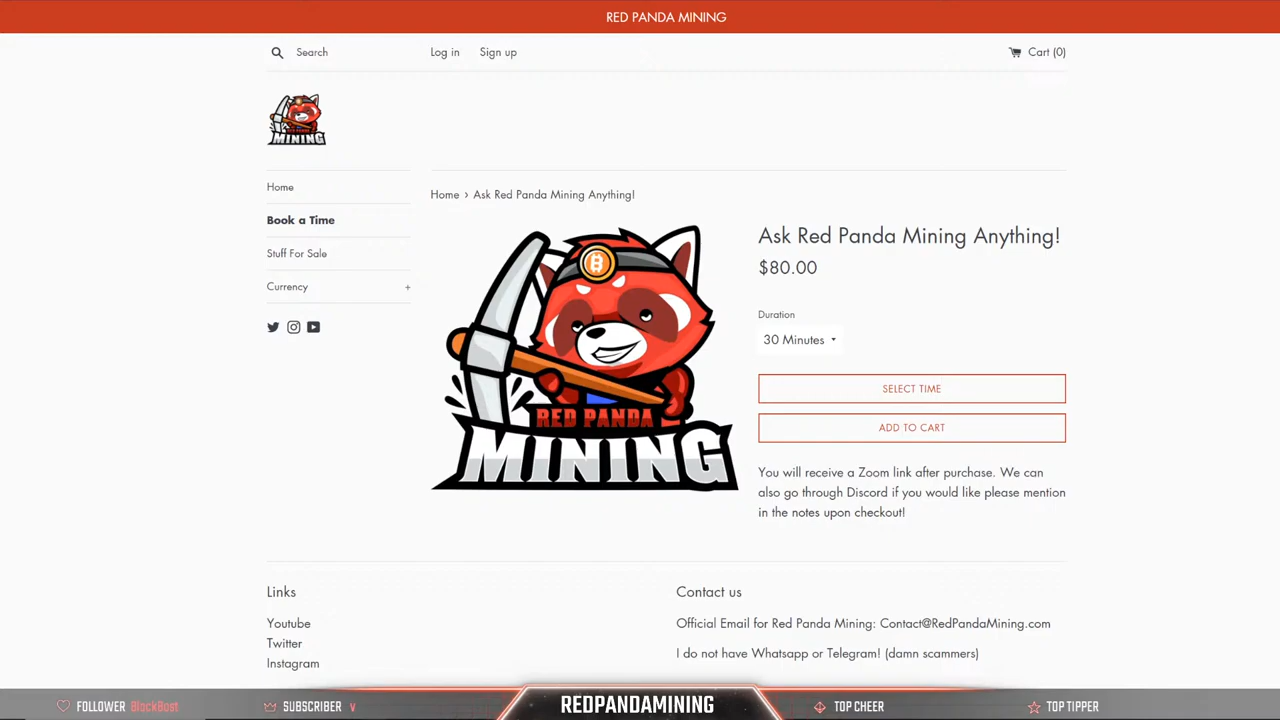 RED PANDA MINING
Search
Log in
Sign up
Cart (0)
RED PANDA
MINING
Home
Book a Time
Stuff For Sale
Currency +
Home › Ask Red Panda Mining Anything!
RED PANDA
MINING
Ask Red Panda Mining Anything!
$80.00
Duration
30 Minutes
SELECT TIME
ADD TO CART
You will receive a Zoom link after purchase. We can
also go through Discord if you would like please mention
in the notes upon checkout!
Links
Youtube
Twitter
Instagram
Contact us
Official Email for Red Panda Mining: Contact@RedPandaMining.com
I do not have Whatsapp or Telegram! (damn scammers)
FOLLOWER BlockBost
SUBSCRIBER V
REDPANDAMINING
TOP CHEER
TOP TIPPER